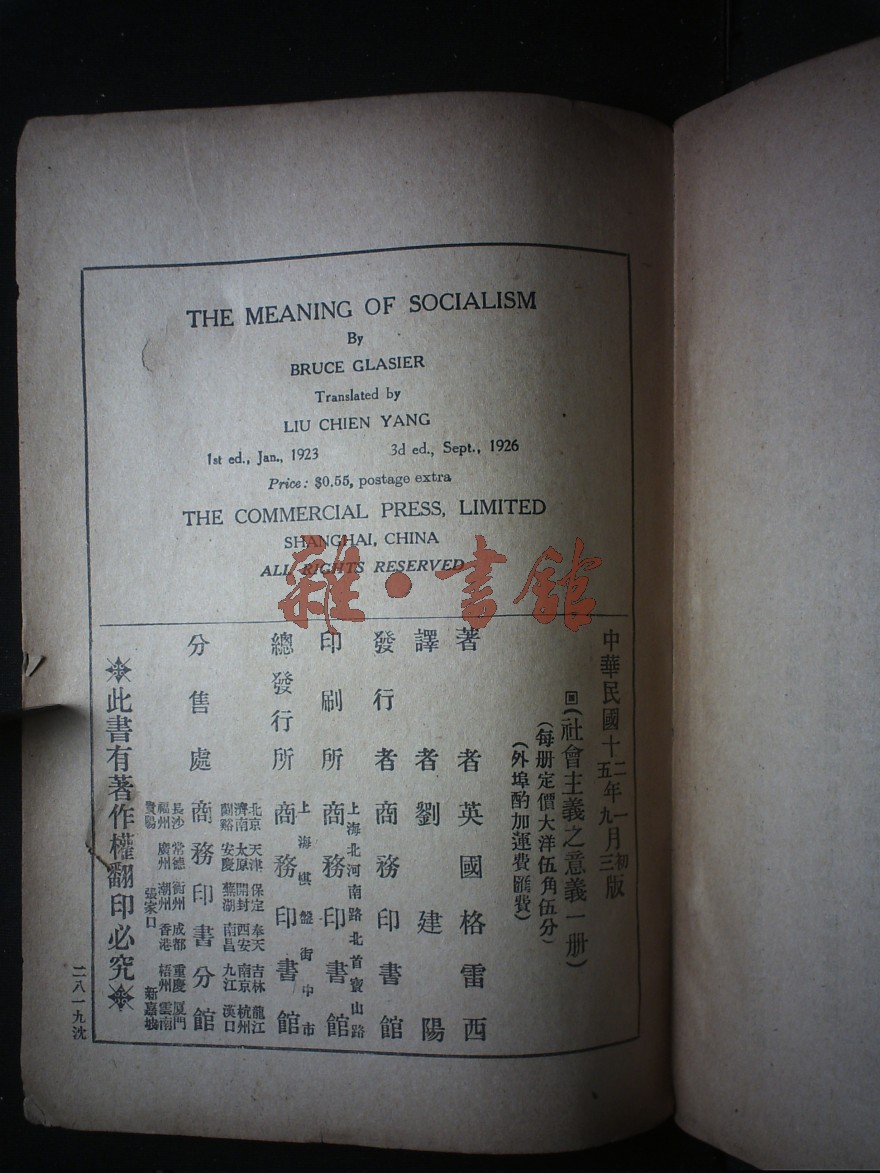 THE MEANING OF SOCIALISM
By
BRUCE GLASIER
Translated by
LIU CHIEN YANG
1st ed., Jan., 1923 3d ed., Sept., 1926
Price: $0.55, postage extra
THE COMMERCIAL PRESS, LIMITED
SHANGHAI, CHINA
ALL RIGHTS RESERVED
雜·書館
中華民國十二年一月初版
五 九 三
回(社會主義之意義一册)
(每册定價大洋伍角伍分)
(外埠酌加運費匯費)
著者 英國格雷西
譯者 劉建陽
發行者 商務印書館
印刷所 上海北河南路北首寶山路 商務印書館
總發行所 上海棋盤街中市 商務印書館
分售處 商務印書分館
北京 天津 保定 奉天 吉林 龍江
濟南 太原 開封 西安 南京 杭州
蘭谿 安慶 蕪湖 南昌 九江 漢口
長沙 常德 衡州 成都 重慶 厦門
福州 廣州 潮州 香港 梧州 雲南
貴陽 張家口 新嘉坡
此書有著作權翻印必究
二八一九沈